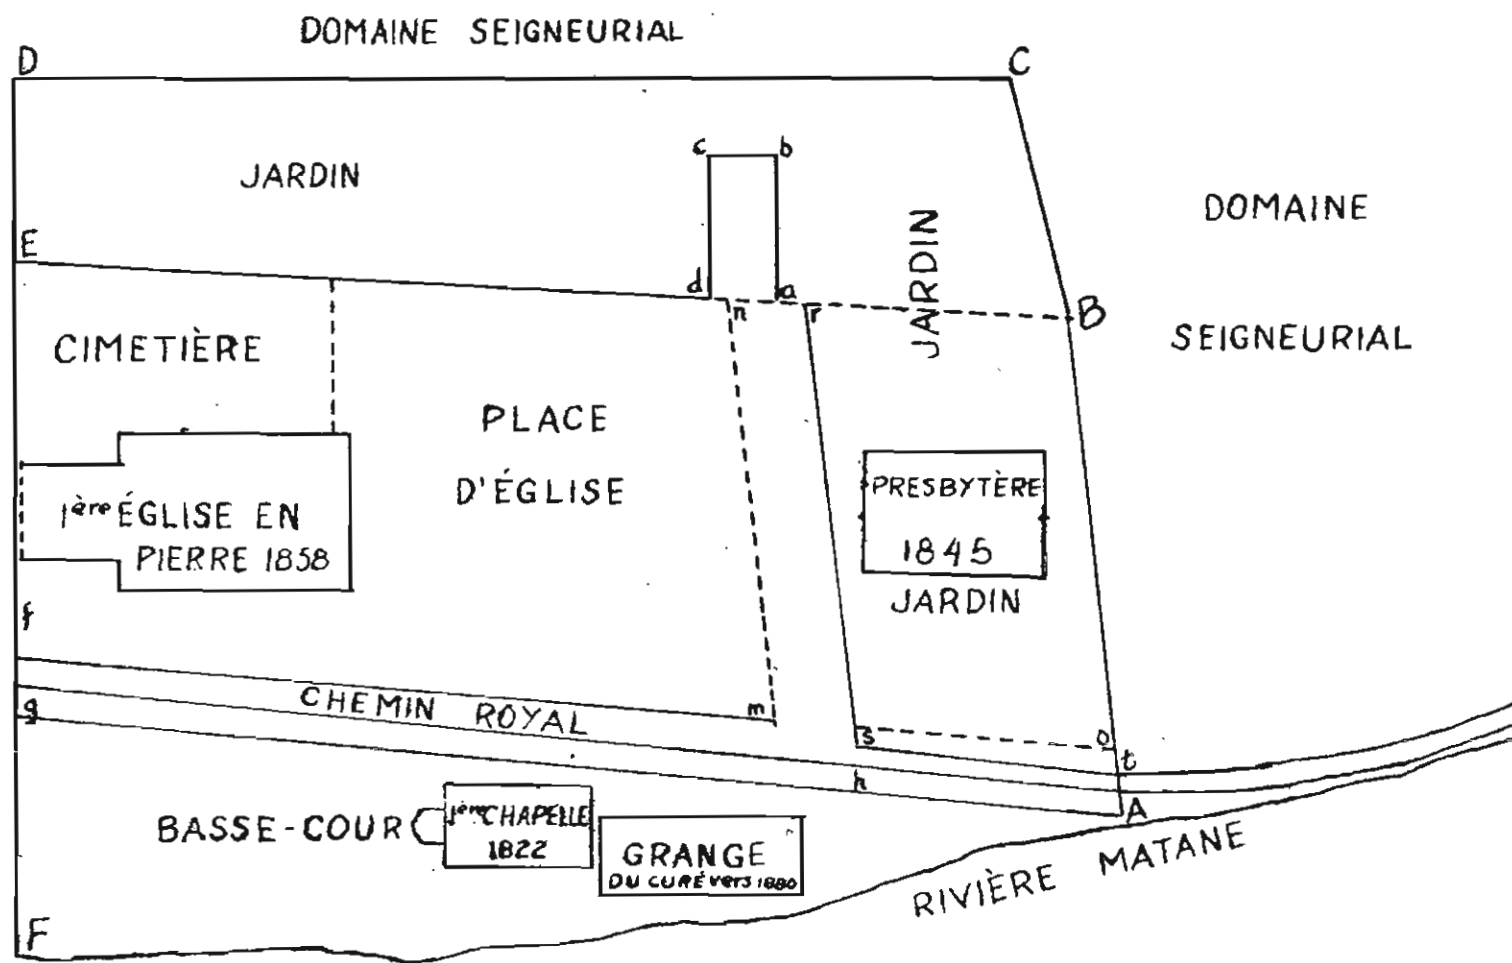 DOMAINE SEIGNEURIAL
D
C
c
b
JARDIN
JARDIN
DOMAINE
SEIGNEURIAL
E
d
a
n
r
B
CIMETIÈRE
PLACE
D'ÉGLISE
1ère ÉGLISE EN
PIERRE 1858
PRESBYTÈRE
1845
JARDIN
f
g
CHEMIN ROYAL
m
s
o
t
h
A
BASSE-COUR
1ère CHAPELLE
1822
GRANGE
DU CURÉ vers 1880
RIVIÈRE MATANE
F